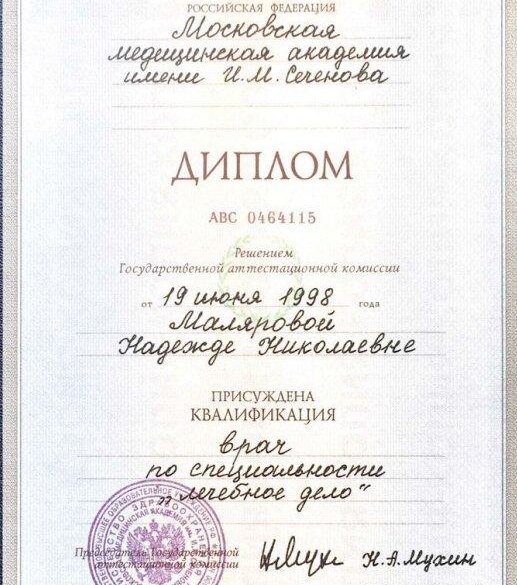 РОССИЙСКАЯ ФЕДЕРАЦИЯ
Московская
медицинская академия
имени И.М. Сеченова
ДИПЛОМ
АВС 0464115
Решением
Государственной аттестационной комиссии
от 19 июня 1998 года
Маляровой
Надежде Николаевне
ПРИСУЖДЕНА
КВАЛИФИКАЦИЯ
врач
по специальности
„лечебное дело"
Председатель Государственной
аттестационной комиссии
Н.А.Мухин